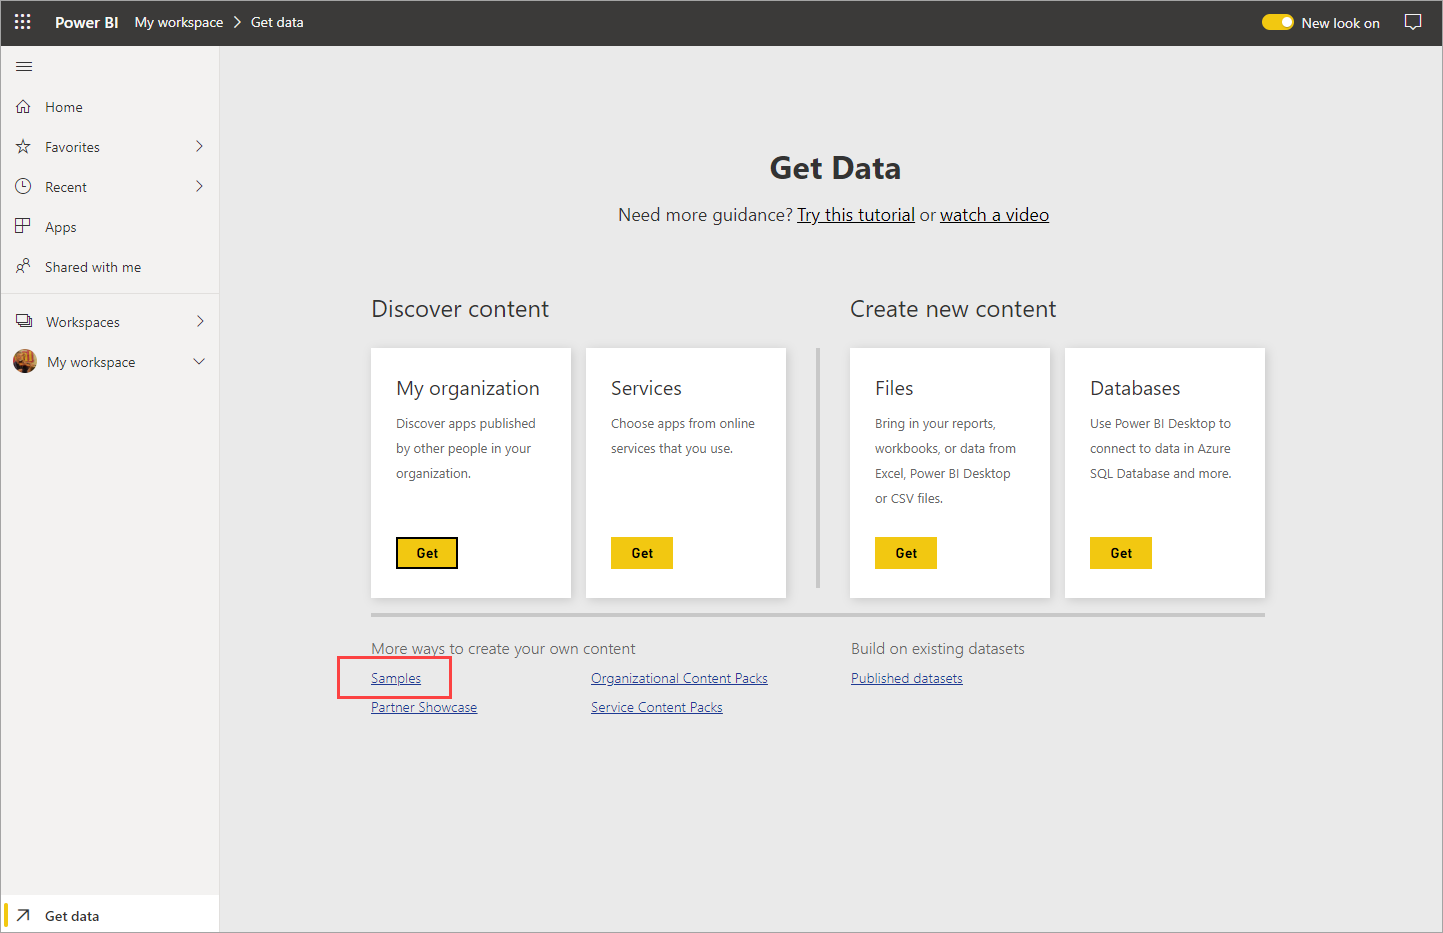 Power BI My workspace Get data New look on
Home
Favorites
Recent
Apps
Shared with me
Workspaces
My workspace
Get data
Get Data
Need more guidance? Try this tutorial or watch a video
Discover content
My organization
Discover apps published
by other people in your
organization.
Get
Services
Choose apps from online
services that you use.
Get
Create new content
Files
Bring in your reports,
workbooks, or data from
Excel, Power BI Desktop
or CSV files.
Get
Databases
Use Power BI Desktop to
connect to data in Azure
SQL Database and more.
Get
More ways to create your own content
Samples
Partner Showcase
Organizational Content Packs
Service Content Packs
Build on existing datasets
Published datasets